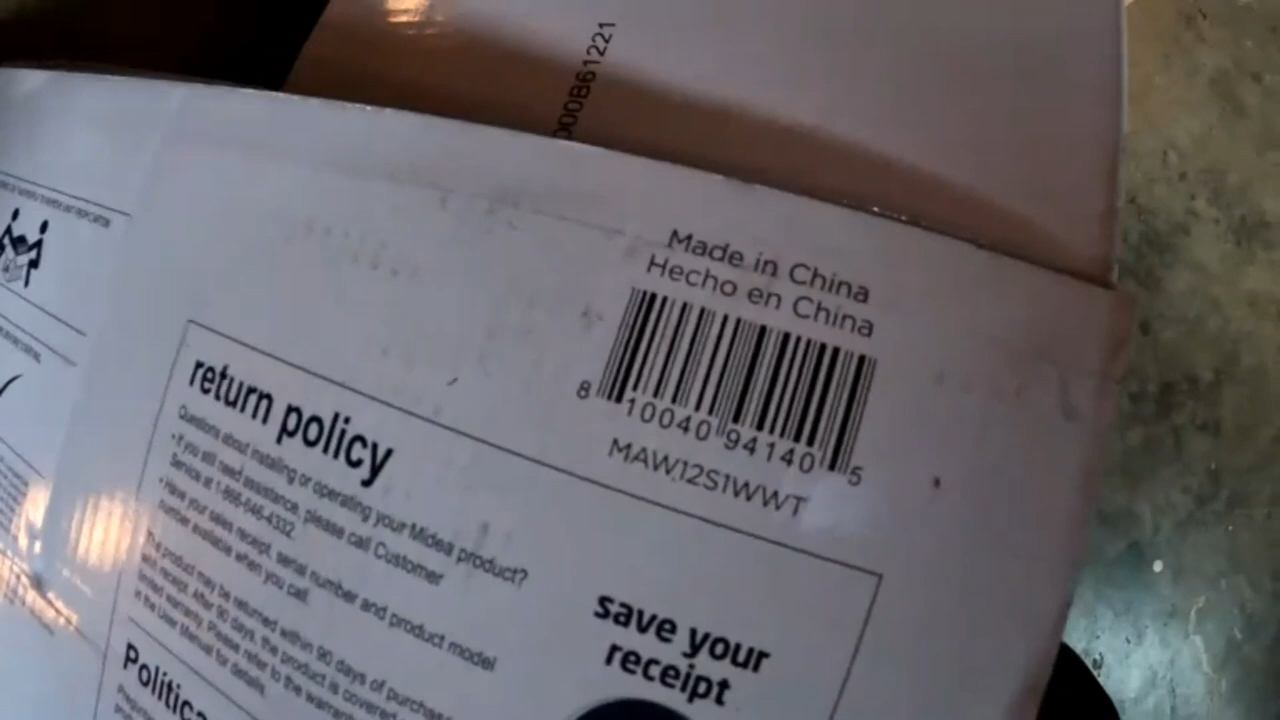 000B61221
Made in China
Hecho en China
8 10040 94140 5
MAW12S1WWT
return policy
Questions about installing or operating your Midea product?
• If you still need assistance, please call Customer
Service at 1-866-646-4332.
• Have your sales receipt, serial number and product model
number available when you call.
The product may be returned within 90 days of purchas
with receipt. After 90 days, the product is covered
limited warranty. Please refer to the warrant
in the User Manual for details.
save your
receipt
Política